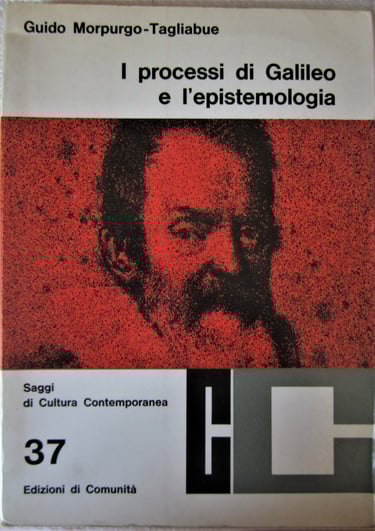 Guido Morpurgo-Tagliabue
I processi di Galileo
e l'epistemologia
Saggi
di Cultura Contemporanea
37
Edizioni di Comunità